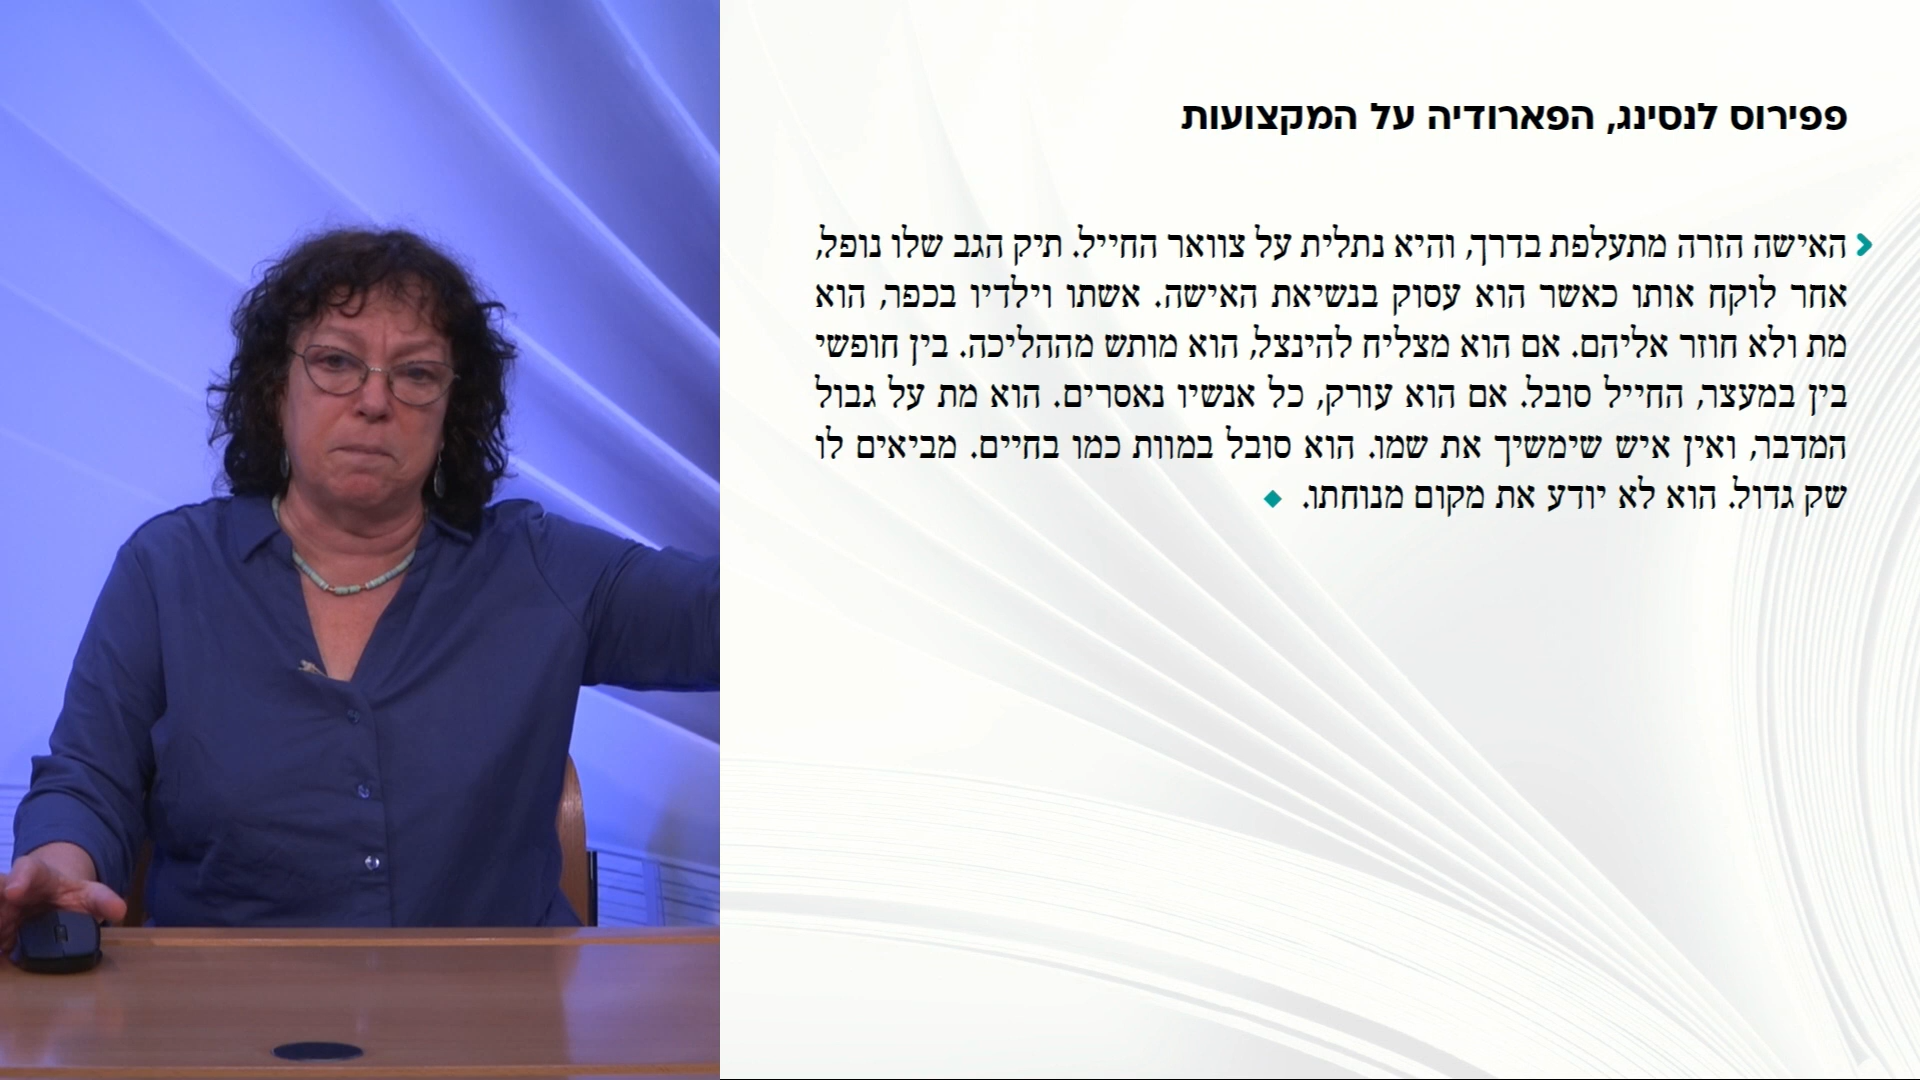 פפירוס לנסינג, הפארודיה על המקצועות
האישה הזרה מתעלפת בדרך, והיא נתלית על צוואר החייל. תיק הגב שלו נופל,
אחר לוקח אותו כאשר הוא עסוק בנשיאת האישה. אשתו וילדיו בכפר, הוא
מת ולא חוזר אליהם. אם הוא מצליח להינצל, הוא מותש מההליכה. בין חופשי
בין במעצר, החייל סובל. אם הוא עורק, כל אנשיו נאסרים. הוא מת על גבול
המדבר, ואין איש שימשיך את שמו. הוא סובל במוות כמו בחיים. מביאים לו
שק גדול. הוא לא יודע את מקום מנוחתו.